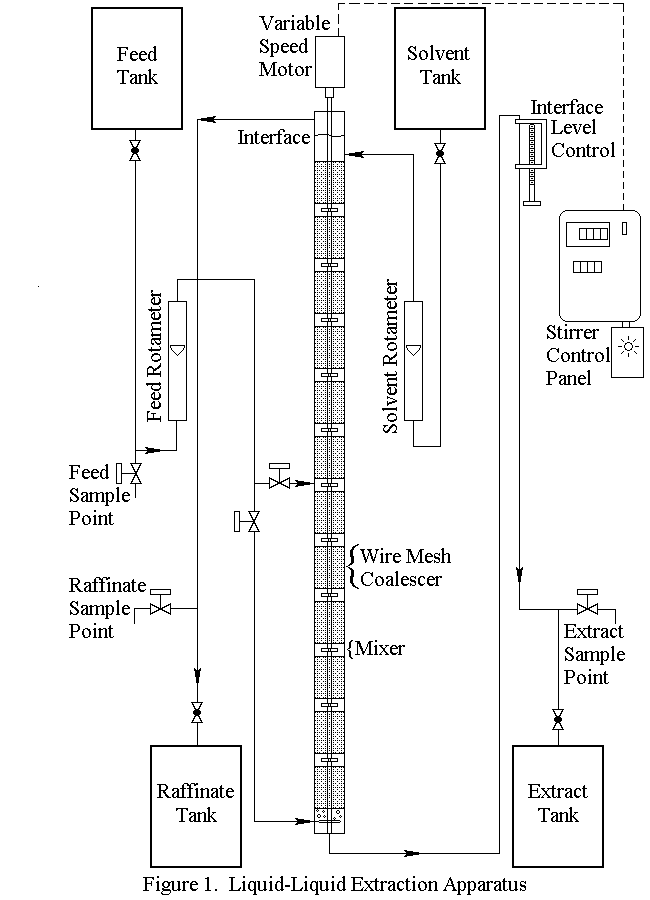 Variable
Speed
Motor
Feed
Tank
Solvent
Tank
Interface
Interface
Level
Control
Feed Rotameter
Solvent Rotameter
Stirrer
Control
Panel
Feed
Sample
Point
Wire Mesh
Coalescer
Raffinate
Sample
Point
Mixer
Extract
Sample
Point
Raffinate
Tank
Extract
Tank
Figure 1.  Liquid-Liquid Extraction Apparatus